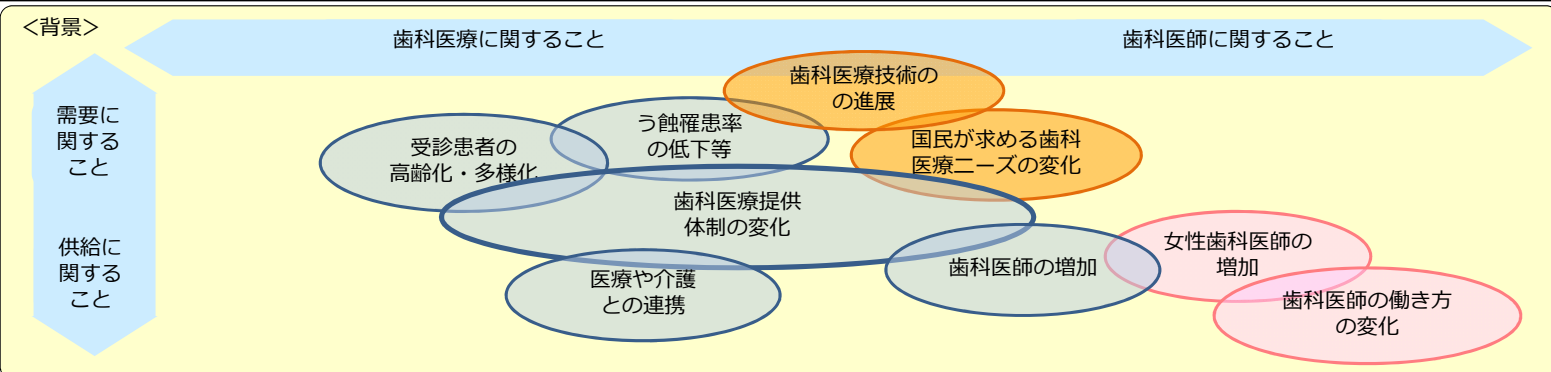 ＜背景＞
歯科医療に関すること
歯科医師に関すること
需要に
関する
こと
供給に
関する
こと
歯科医療技術の
の進展
う蝕罹患率
の低下等
受診患者の
高齢化・多様化
国民が求める歯科
医療ニーズの変化
歯科医療提供
体制の変化
医療や介護
との連携
歯科医師の増加
女性歯科医師の
増加
歯科医師の働き方
の変化